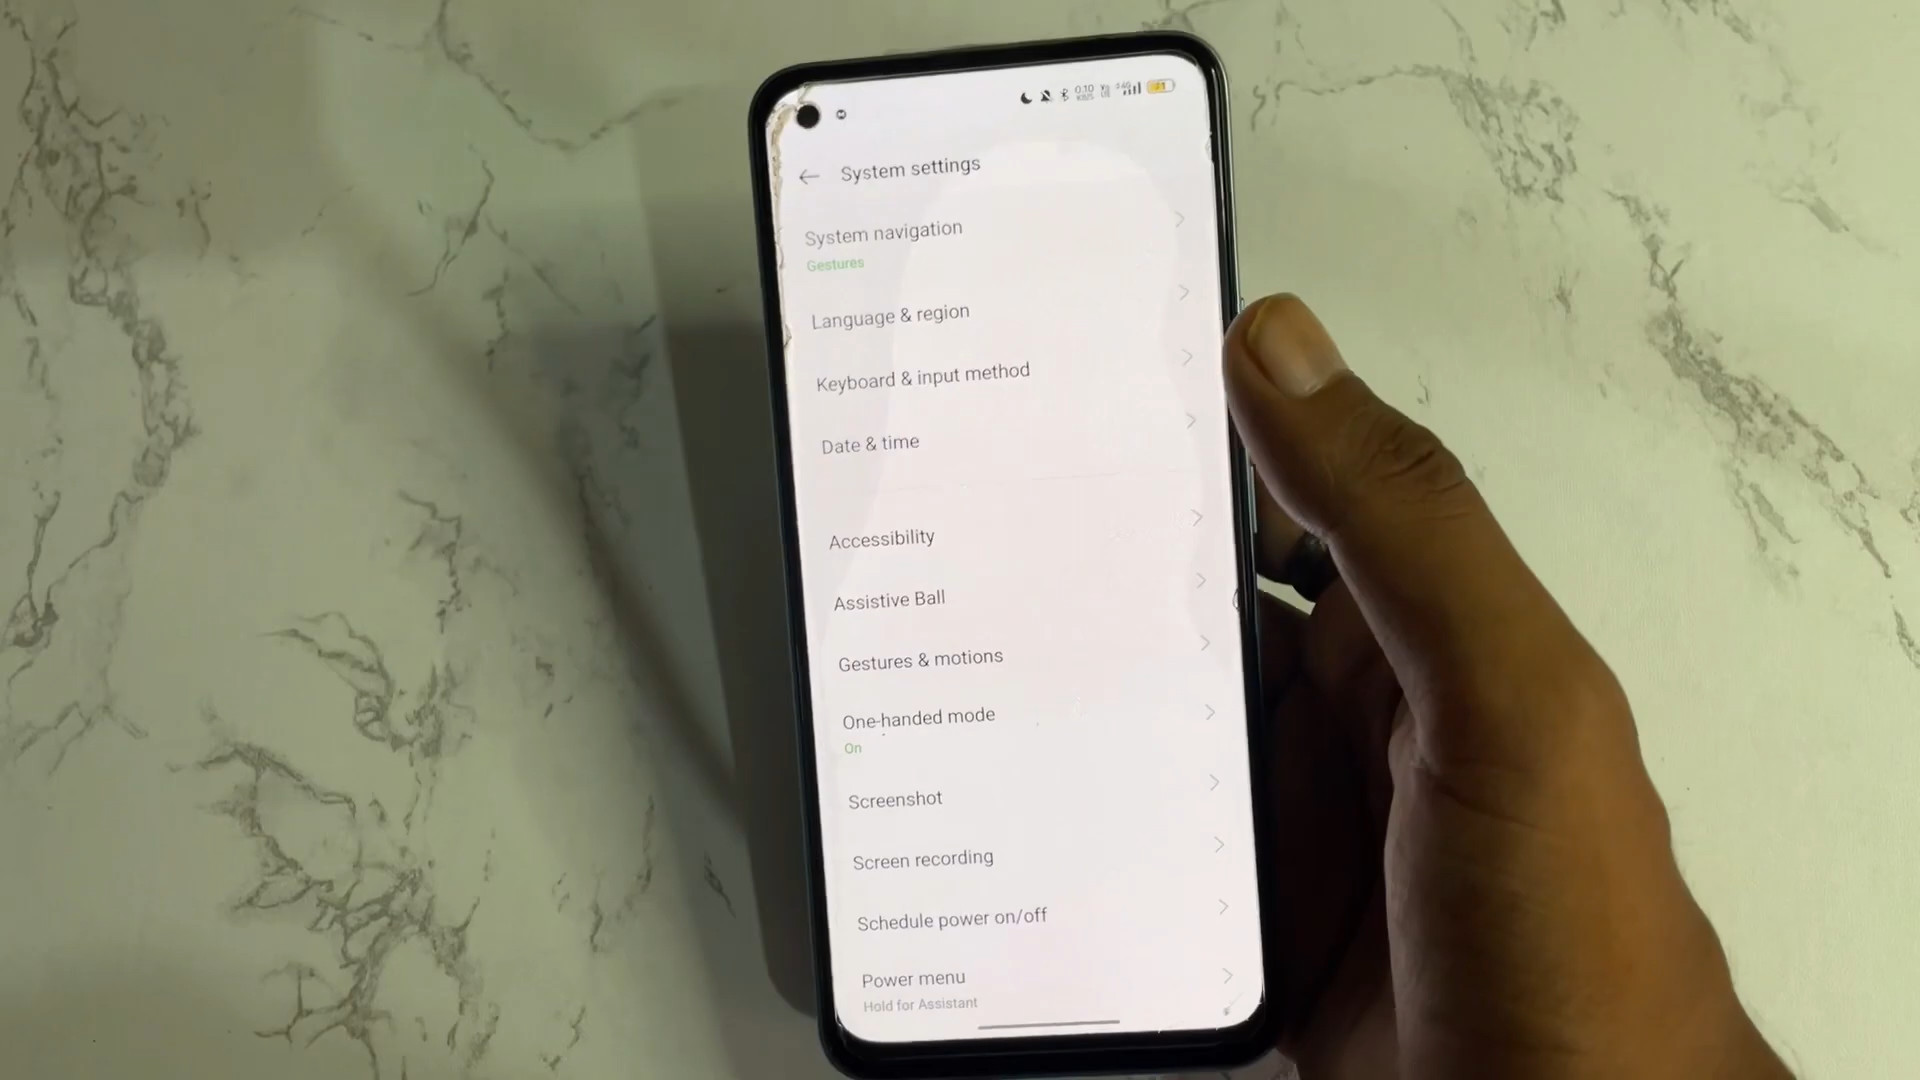 System settings
System navigation
Gestures
Language & region
Keyboard & input method
Date & time
Accessibility
Assistive Ball
Gestures & motions
One-handed mode
On
Screenshot
Screen recording
Schedule power on/off
Power menu
Hold for Assistant